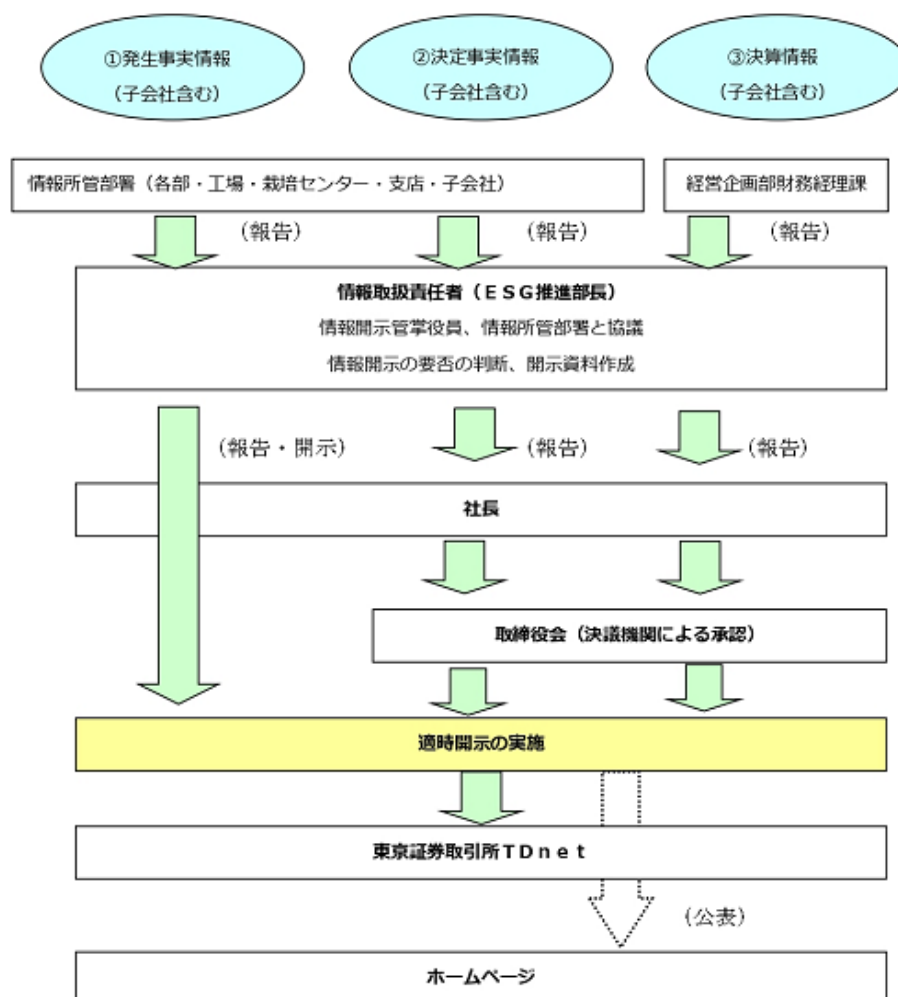 ①発生事実情報
(子会社含む)
②決定事実情報
(子会社含む)
③決算情報
(子会社含む)
情報所管部署(各部・工場・栽培センター・支店・子会社)
経営企画部財務経理課
(報告)
(報告)
(報告)
情報取扱責任者(ESG推進部長)
情報開示管掌役員、情報所管部署と協議
情報開示の要否の判断、開示資料作成
(報告・開示)
(報告)
(報告)
社長
取締役会(決議機関による承認)
適時開示の実施
東京証券取引所TDnet
(公表)
ホームページ